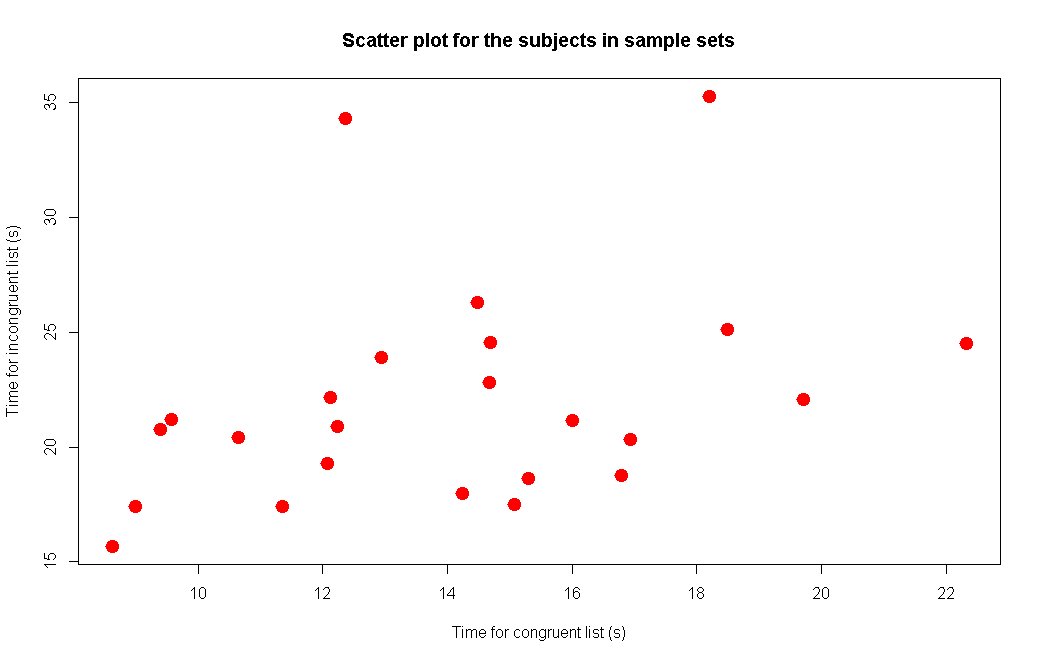 Scatter plot for the subjects in sample sets
Time for incongruent list (s)
35
30
25
20
15
10 12 14 16 18 20 22
Time for congruent list (s)